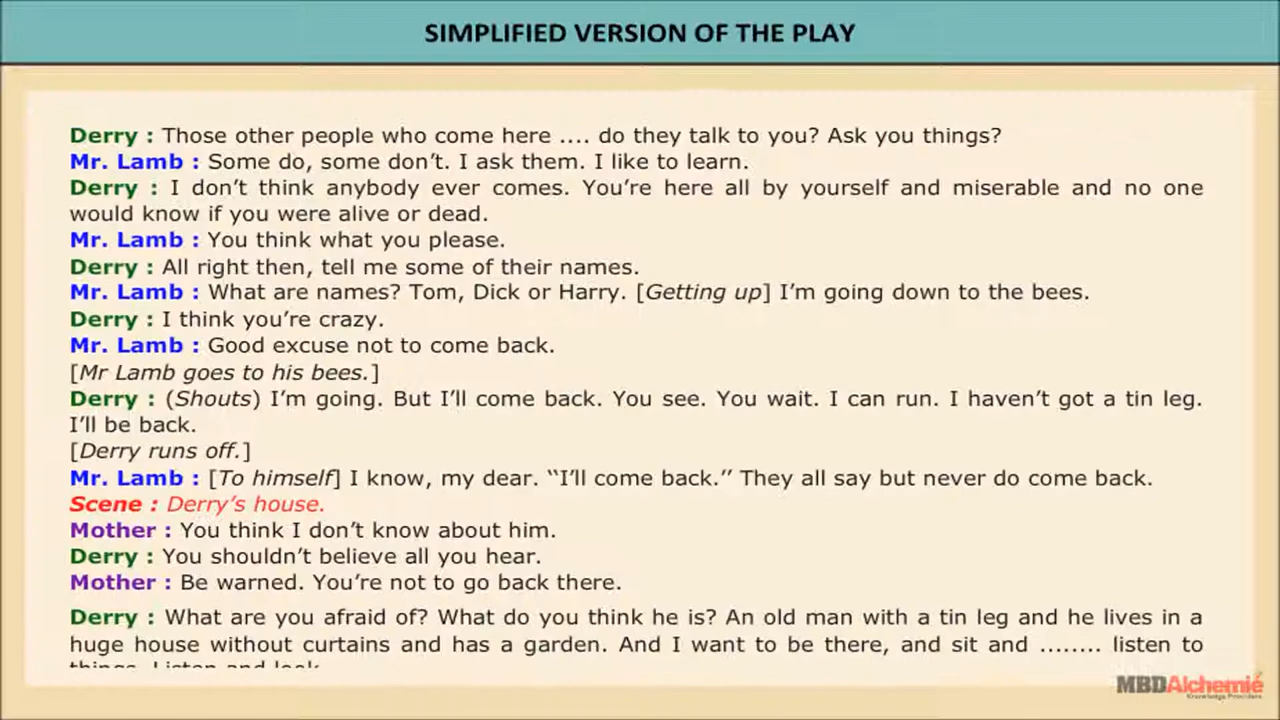 SIMPLIFIED VERSION OF THE PLAY
Derry : Those other people who come here .... do they talk to you? Ask you things?
Mr. Lamb : Some do, some don't. I ask them. I like to learn.
Derry : I don't think anybody ever comes. You're here all by yourself and miserable and no one
would know if you were alive or dead.
Mr. Lamb : You think what you please.
Derry : All right then, tell me some of their names.
Mr. Lamb : What are names? Tom, Dick or Harry. [Getting up] I'm going down to the bees.
Derry : I think you're crazy.
Mr. Lamb : Good excuse not to come back.
[Mr Lamb goes to his bees.]
Derry : (Shouts) I'm going. But I'll come back. You see. You wait. I can run. I haven't got a tin leg.
I'll be back.
[Derry runs off.]
Mr. Lamb : [To himself] I know, my dear. “I'll come back.” They all say but never do come back.
Scene : Derry's house.
Mother : You think I don't know about him.
Derry : You shouldn't believe all you hear.
Mother : Be warned. You're not to go back there.
Derry : What are you afraid of? What do you think he is? An old man with a tin leg and he lives in a
huge house without curtains and has a garden. And I want to be there, and sit and ........ listen to
things. Listen and look
MBDAlchemié
Knowledge Providers